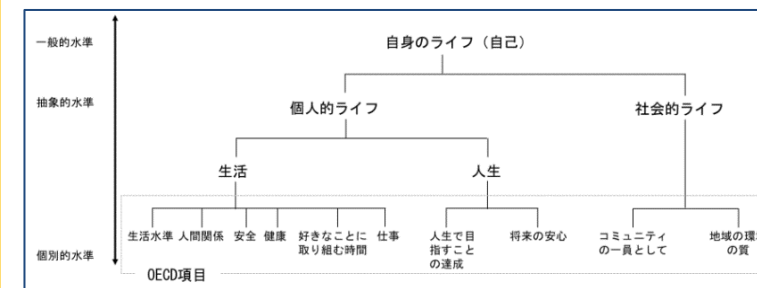 一般的水準
自身のライフ（自己）
抽象的水準
個人的ライフ
社会的ライフ
生活
人生
生活水準 人間関係 安全 健康 好きなことに 仕事 人生で目 将来の安心 コミュニティ 地域の環境
取り組む時間 指すこと の一員として の質
の達成
個別的水準
OECD項目